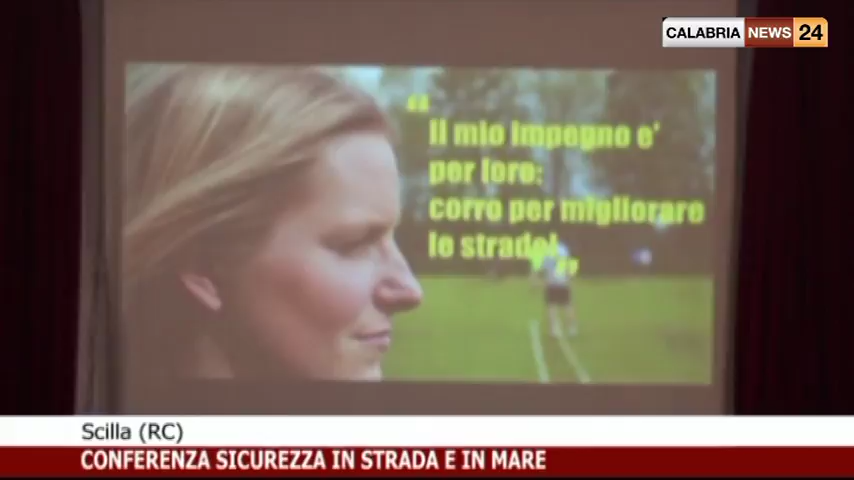 CALABRIA NEWS 24
"
Il mio impegno e'
per loro:
corro per migliorare
le strade!
"
Scilla (RC)
CONFERENZA SICUREZZA IN STRADA E IN MARE